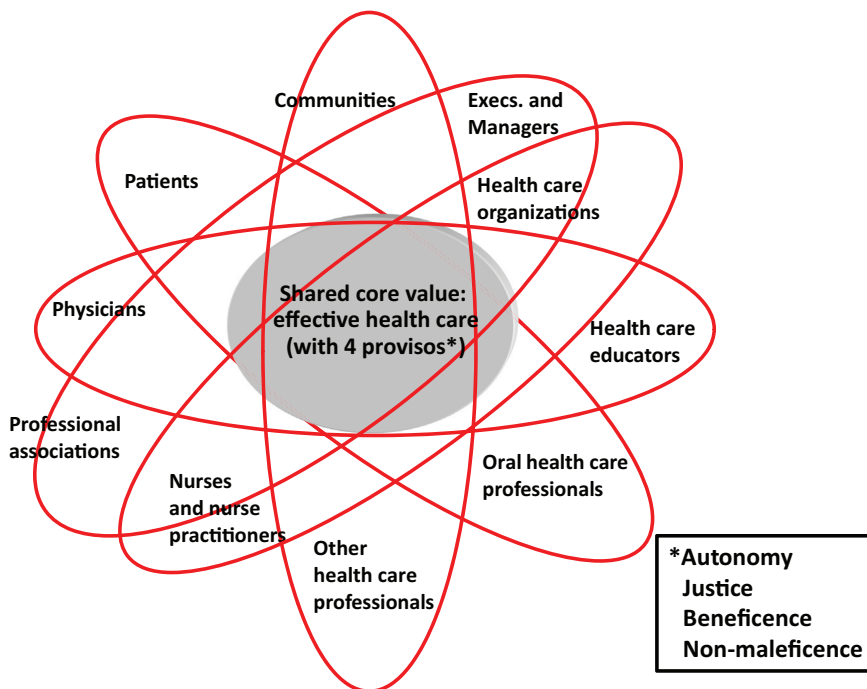 Communities
Execs. and
Managers
Patients
Health care
organizations
Physicians
Shared core value:
effective health care
(with 4 provisos*)
Health care
educators
Professional
associations
Nurses
and nurse
practitioners
Oral health care
professionals
Other
health care
professionals
*Autonomy
Justice
Beneficence
Non-maleficence